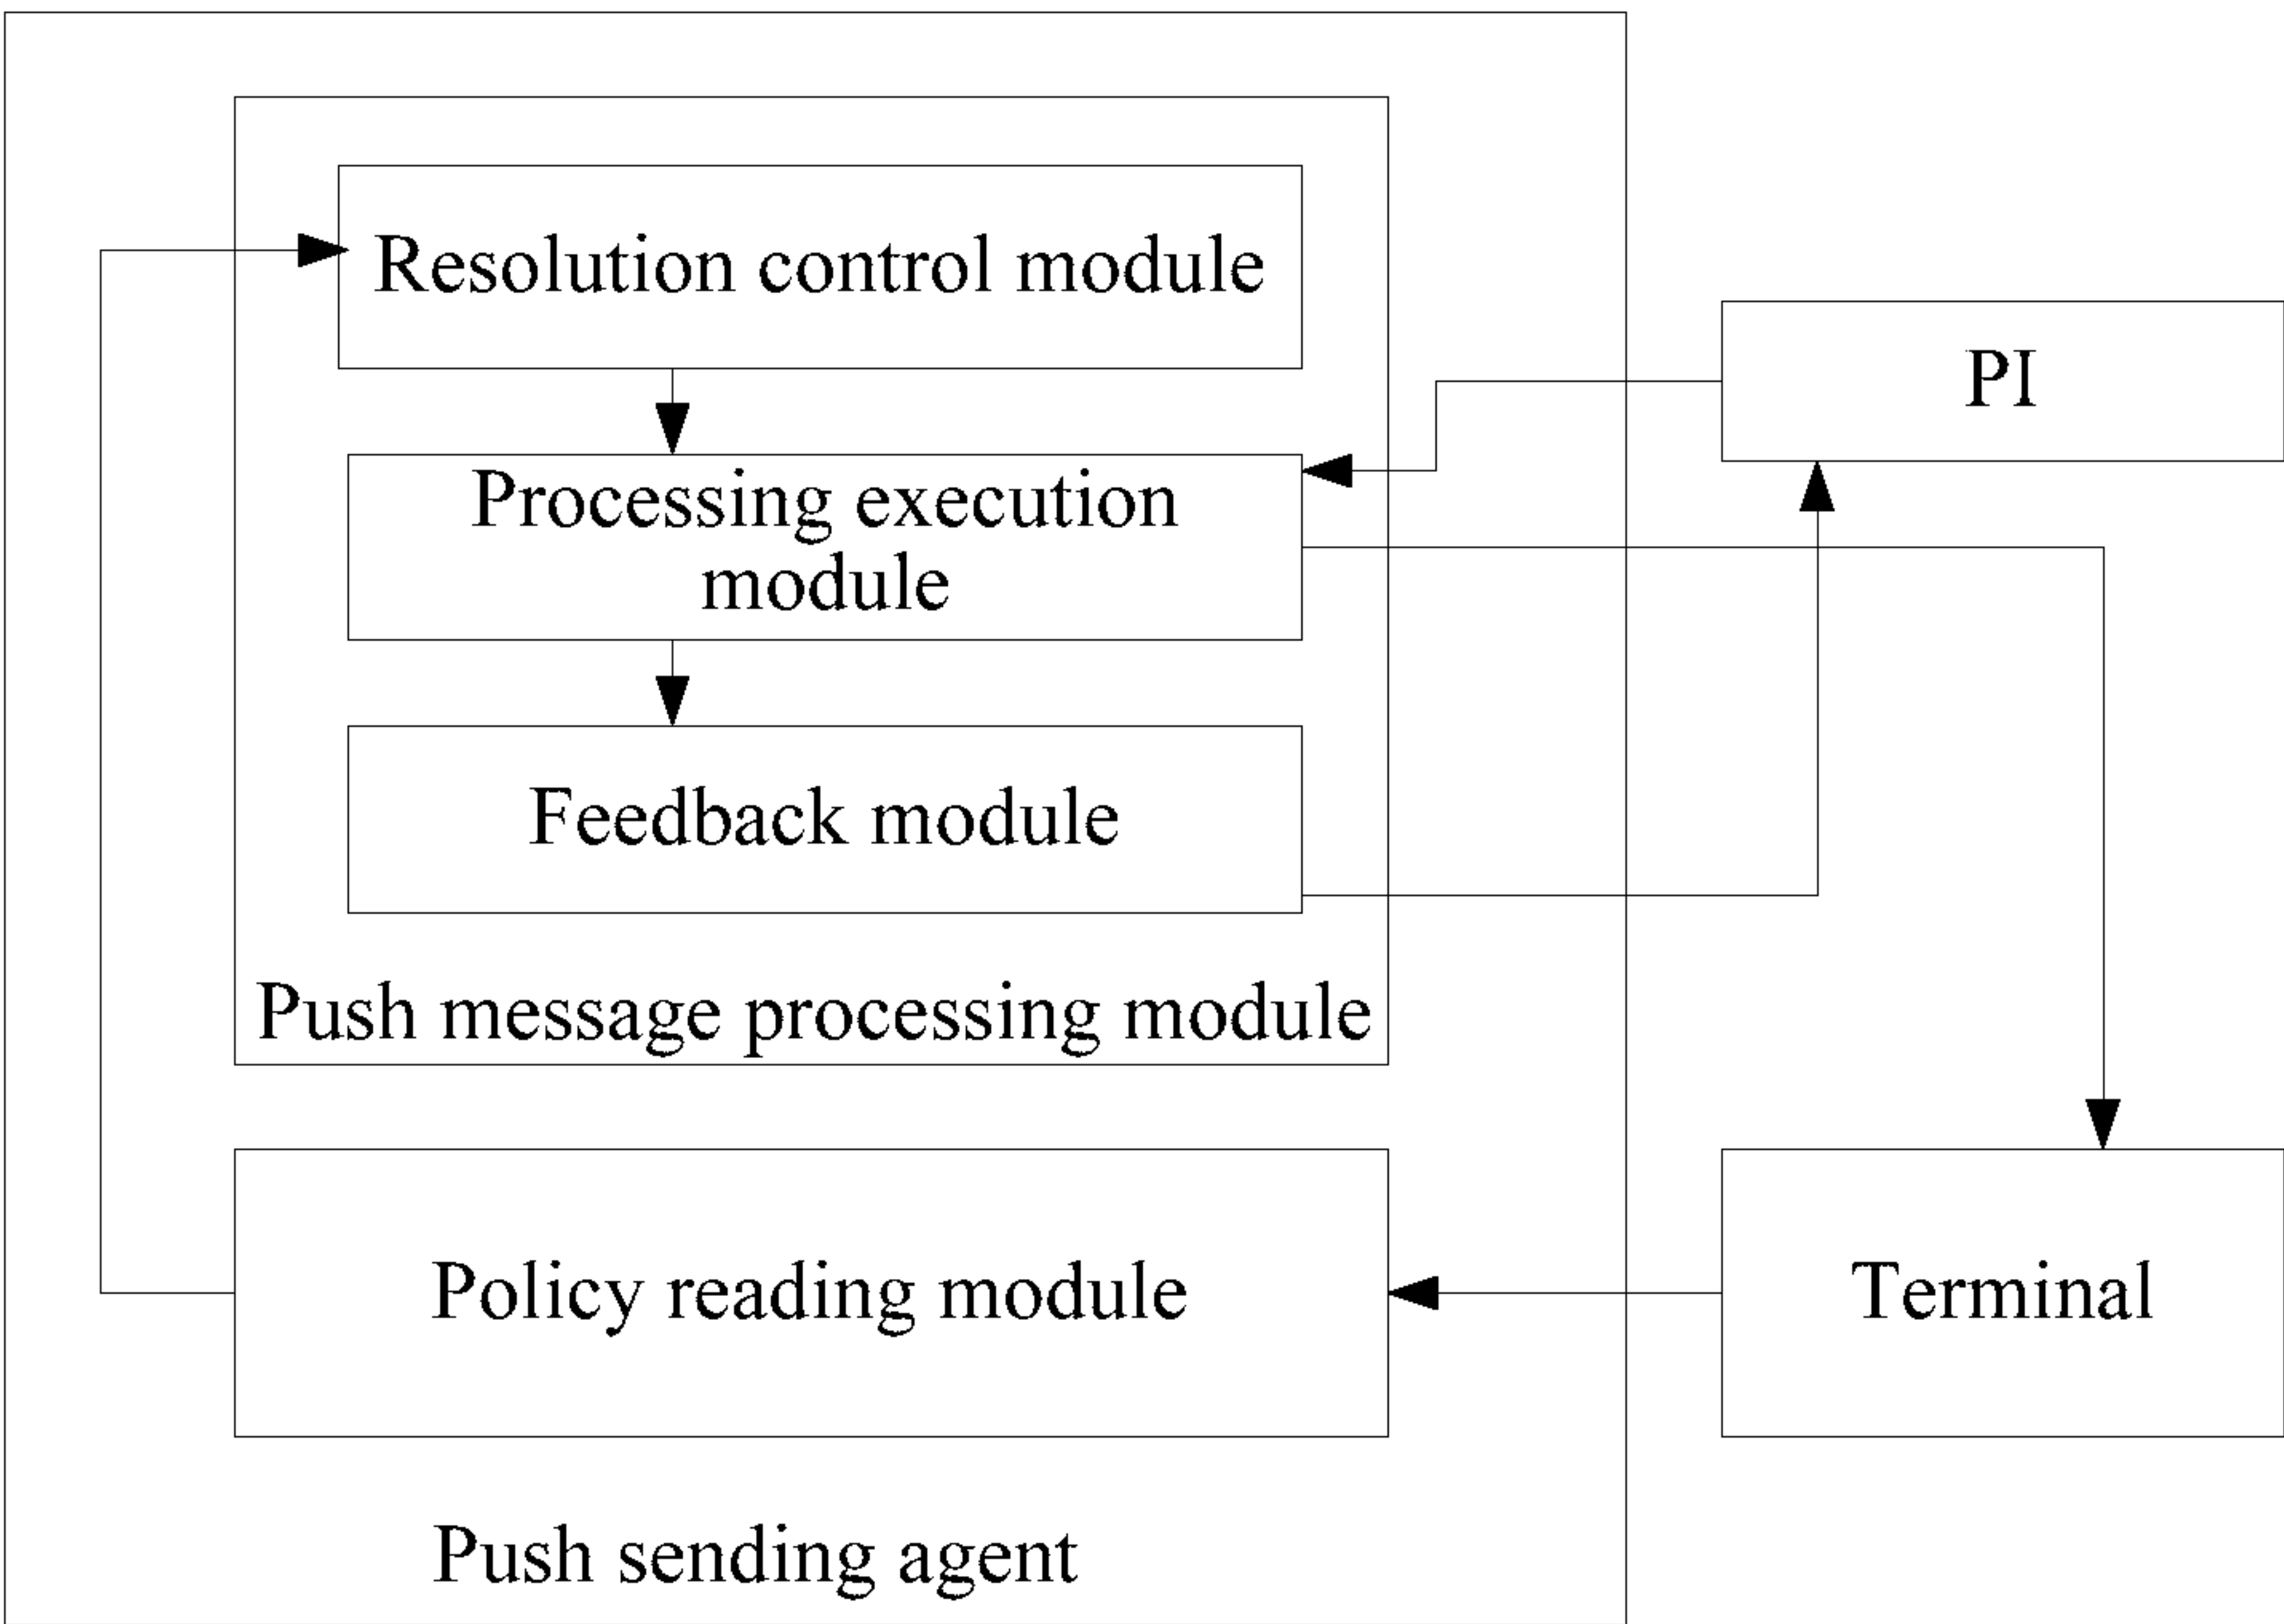 Resolution control module
PI
Processing execution
module
Feedback module
Push message processing module
Policy reading module
Terminal
Push sending agent